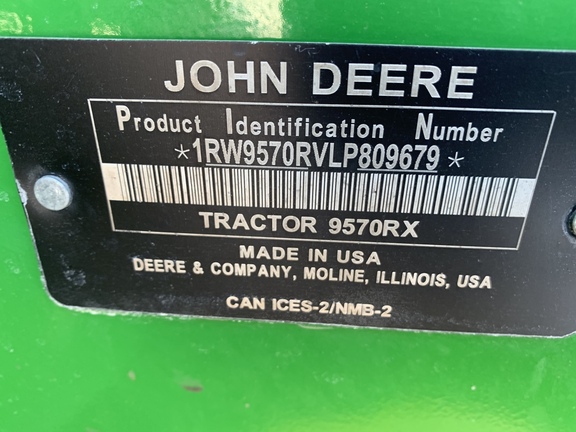 JOHN DEERE
Product Identification Number
*1RW9570RVLP809679*
TRACTOR 9570RX
MADE IN USA
DEERE & COMPANY, MOLINE, ILLINOIS, USA
CAN ICES-2/NMB-2